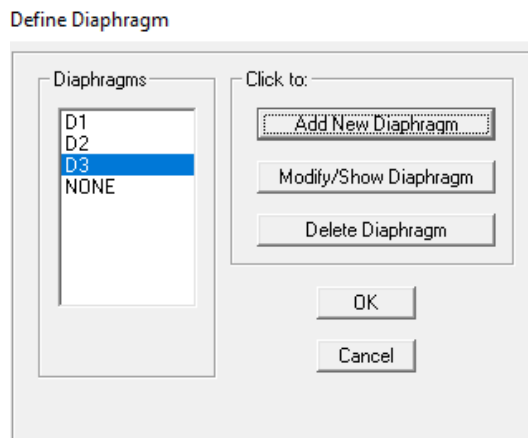 Define Diaphragm
Diaphragms
D1
D2
D3
NONE
Click to:
Add New Diaphragm
Modify/Show Diaphragm
Delete Diaphragm
OK
Cancel